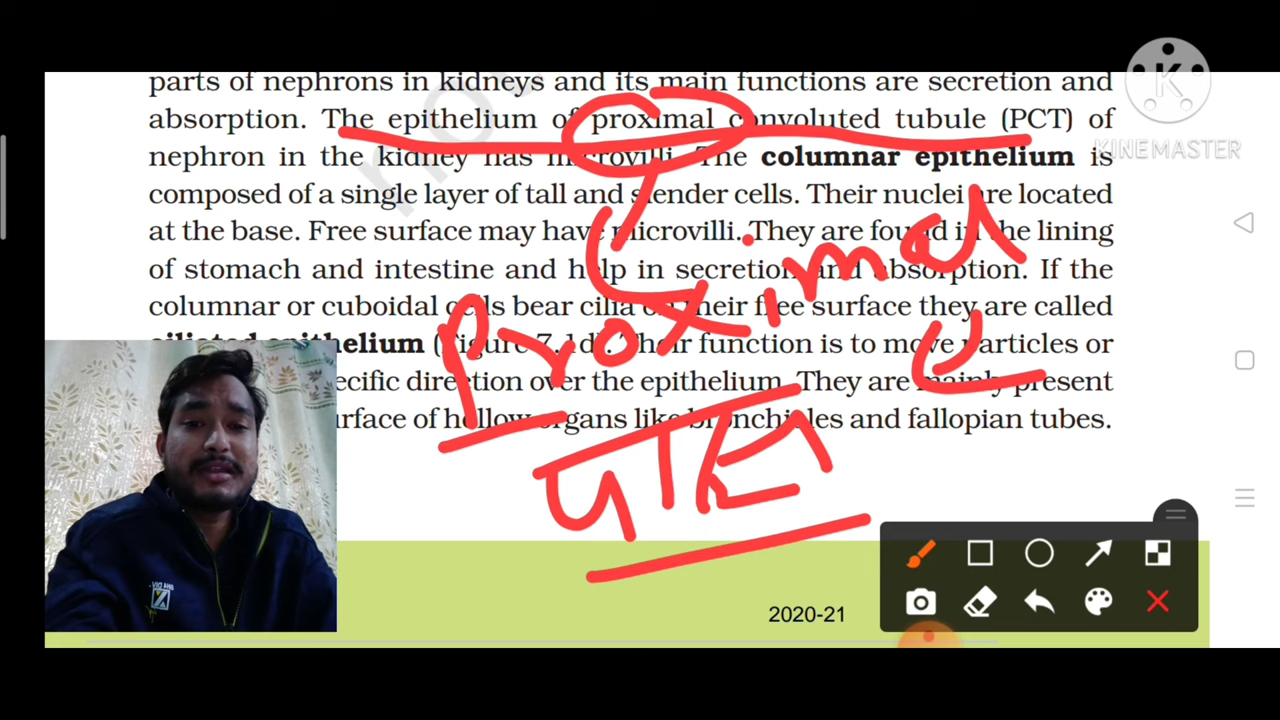 parts of nephrons in kidneys and its main functions are secretion and
absorption. The epithelium of proximal convoluted tubule (PCT) of
nephron in the kidney has microvilli. The columnar epithelium is
composed of a single layer of tall and slender cells. Their nuclei are located
at the base. Free surface may have microvilli. They are found in the lining
of stomach and intestine and help in secretion and absorption. If the
columnar or cuboidal cells bear cilia on their free surface they are called
ciliated epithelium (Figure 7.1d). Their function is to move particles or
specific direction over the epithelium. They are mainly present
surface of hollow organs like bronchioles and fallopian tubes.
Proximal
पास
2020-21
K
KINEMASTER